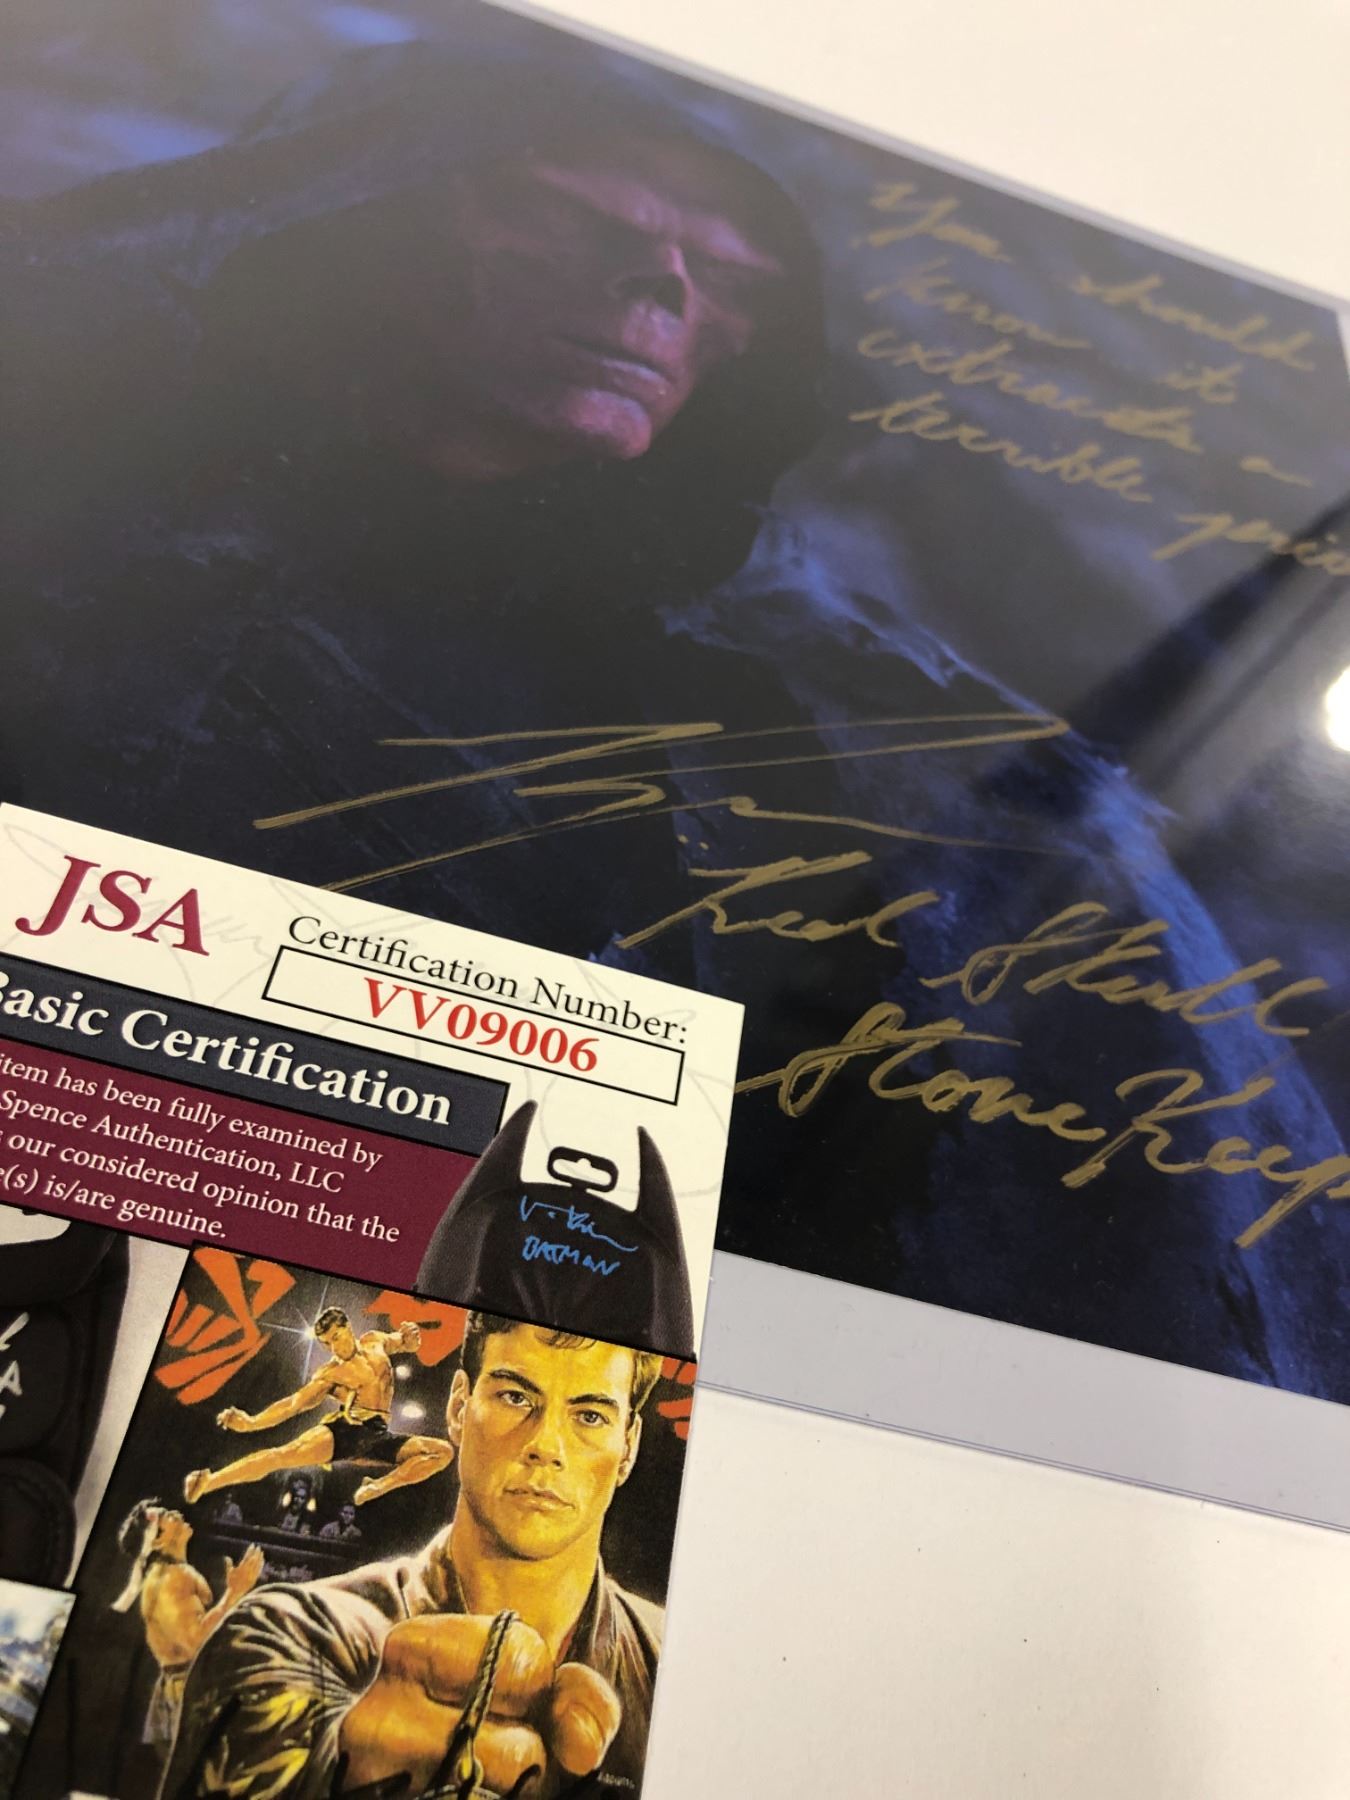 You should
know it
extracts a
terrible
Red Skull
StoneKeep
JSA
Certification Number:
VV09006
Basic Certification
item has been fully examined by
Spence Authentication, LLC
our considered opinion that the
(s) is/are genuine.
BATMAN